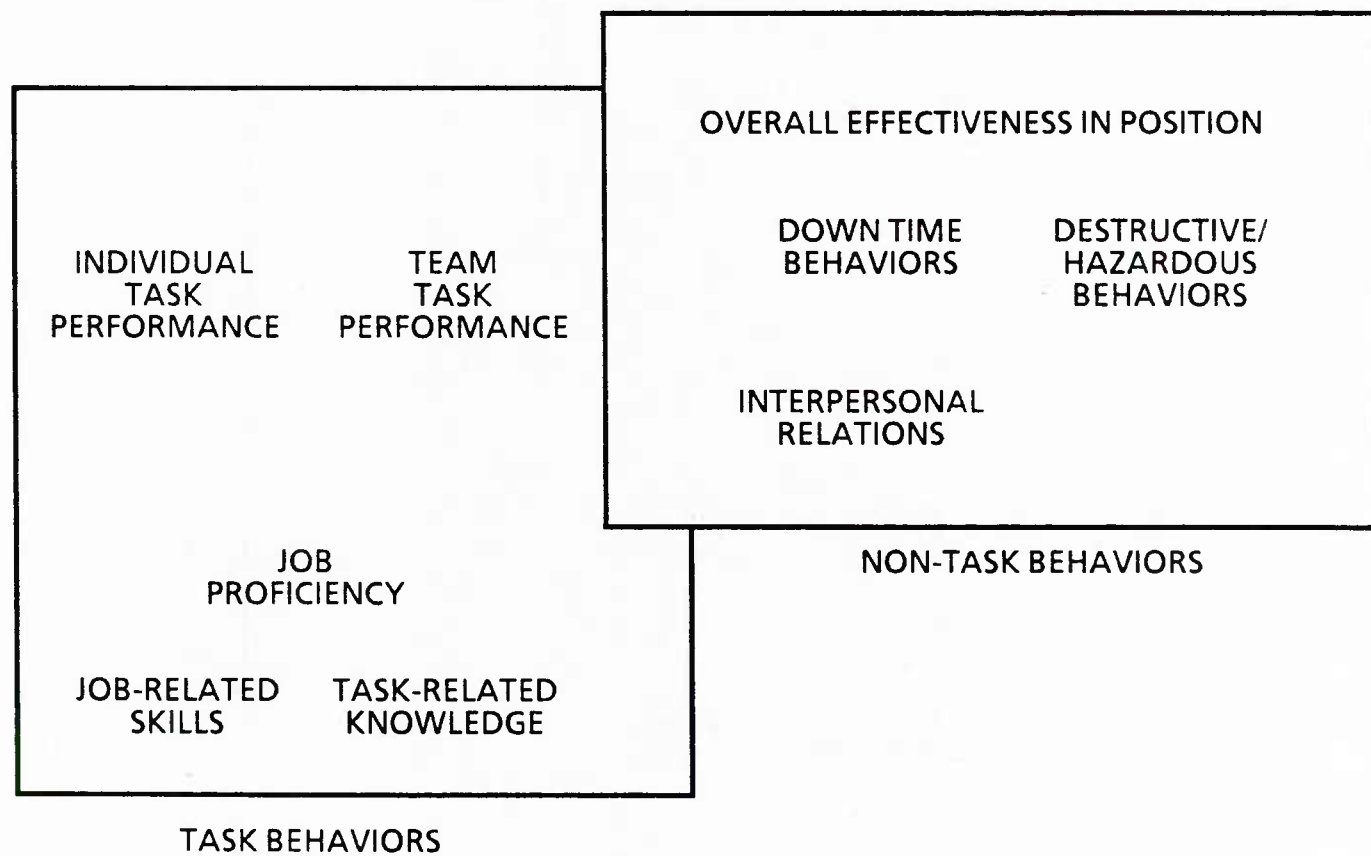 OVERALL EFFECTIVENESS IN POSITION
DOWN TIME
BEHAVIORS
DESTRUCTIVE/
HAZARDOUS
BEHAVIORS
INTERPERSONAL
RELATIONS
NON-TASK BEHAVIORS
INDIVIDUAL
TASK
PERFORMANCE
TEAM
TASK
PERFORMANCE
JOB
PROFICIENCY
JOB-RELATED
SKILLS
TASK-RELATED
KNOWLEDGE
TASK BEHAVIORS